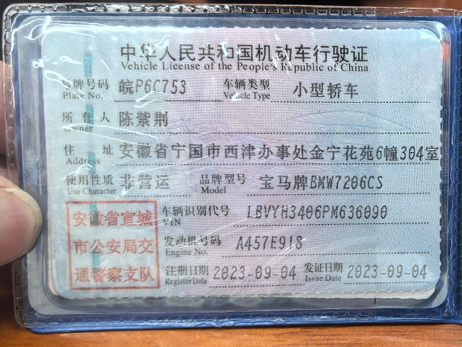 中华人民共和国机动车行驶证
Vehicle License of the People's Republic of China
号牌号码 皖P6C753 车辆类型 小型轿车
Plate No. Vehicle Type
所有人 陈紫荆
Owner
住址 安徽省宁国市西津办事处金宁花苑6幢304室
Address
使用性质 非营运 品牌型号 宝马牌BMW7206CS
Use Character Model
安徽省宣城
市公安局交
通警察支队
车辆识别代号 LBVYH3406PM636090
VIN
发动机号码 A457E918
Engine No.
注册日期 2023-09-04 发证日期 2023-09-04
Register Date Issue Date